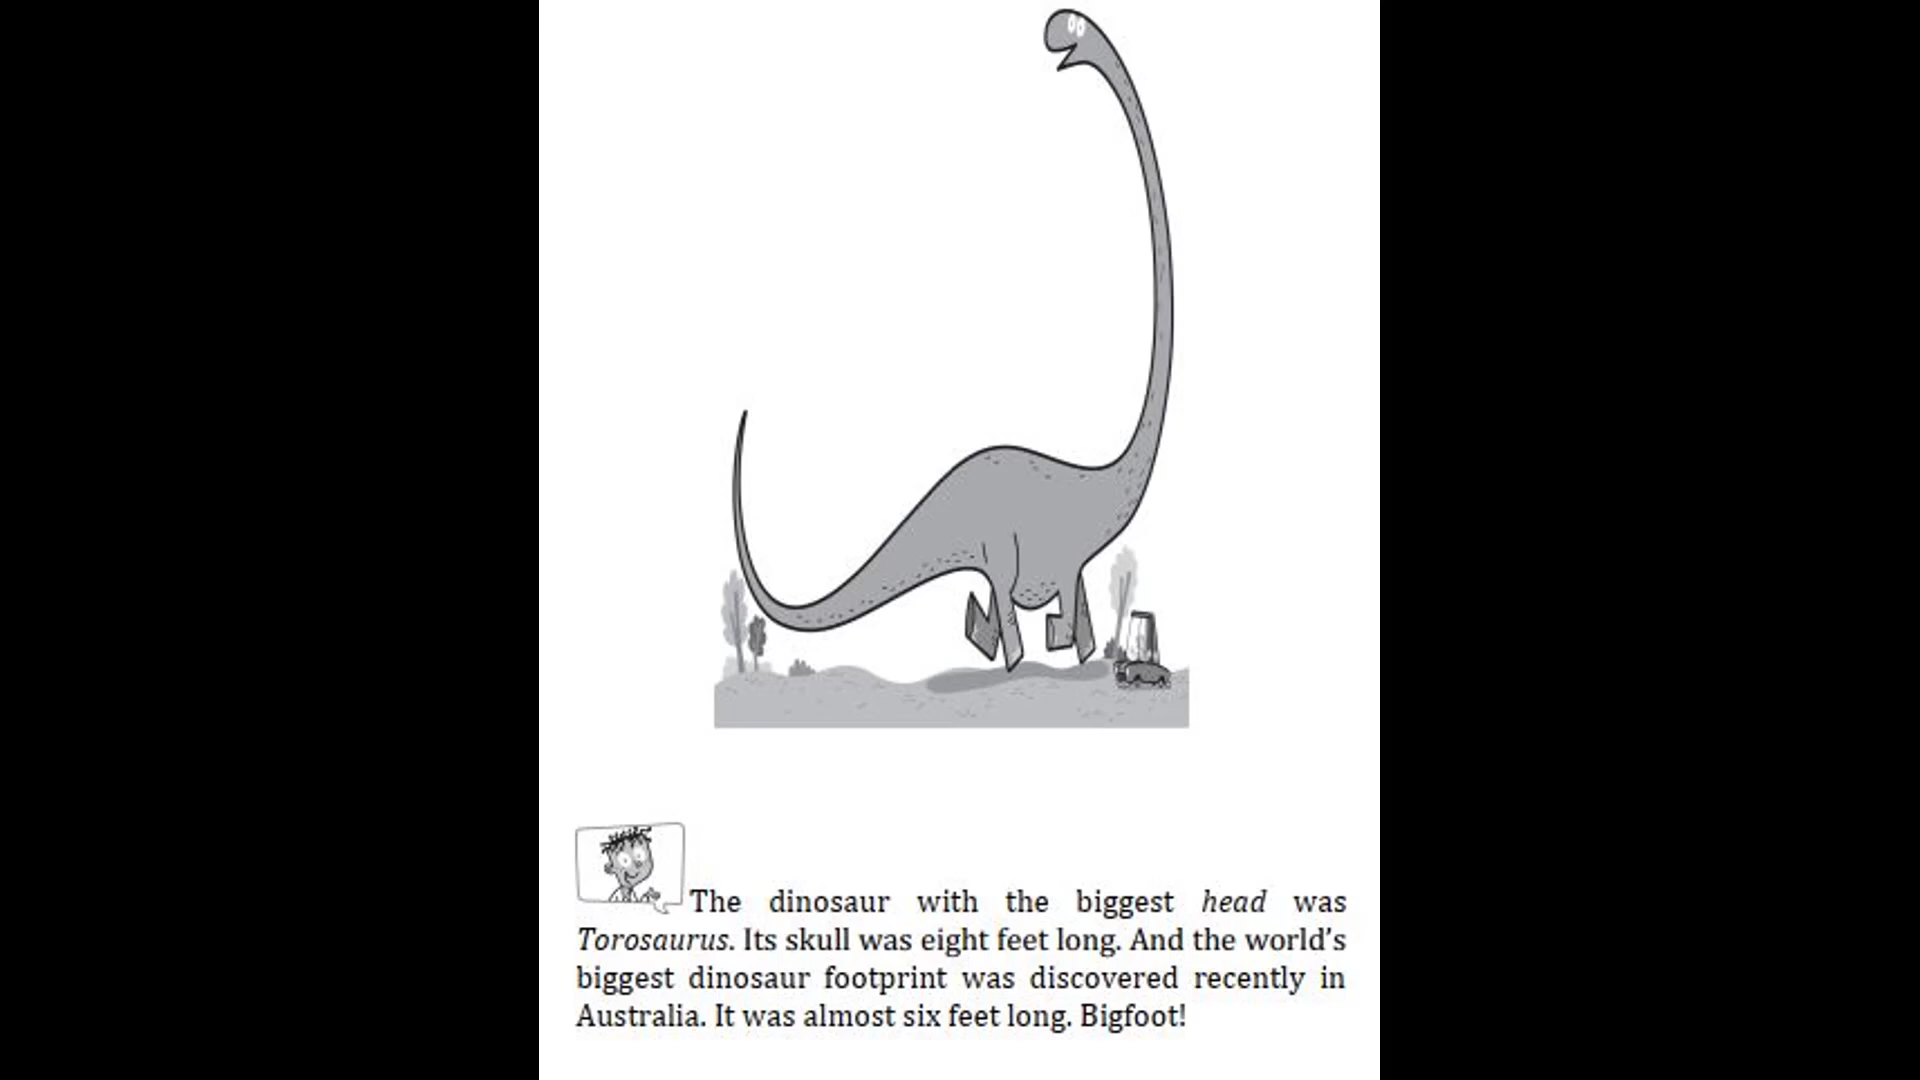 The dinosaur with the biggest head was
Torosaurus. Its skull was eight feet long. And the world’s
biggest dinosaur footprint was discovered recently in
Australia. It was almost six feet long. Bigfoot!